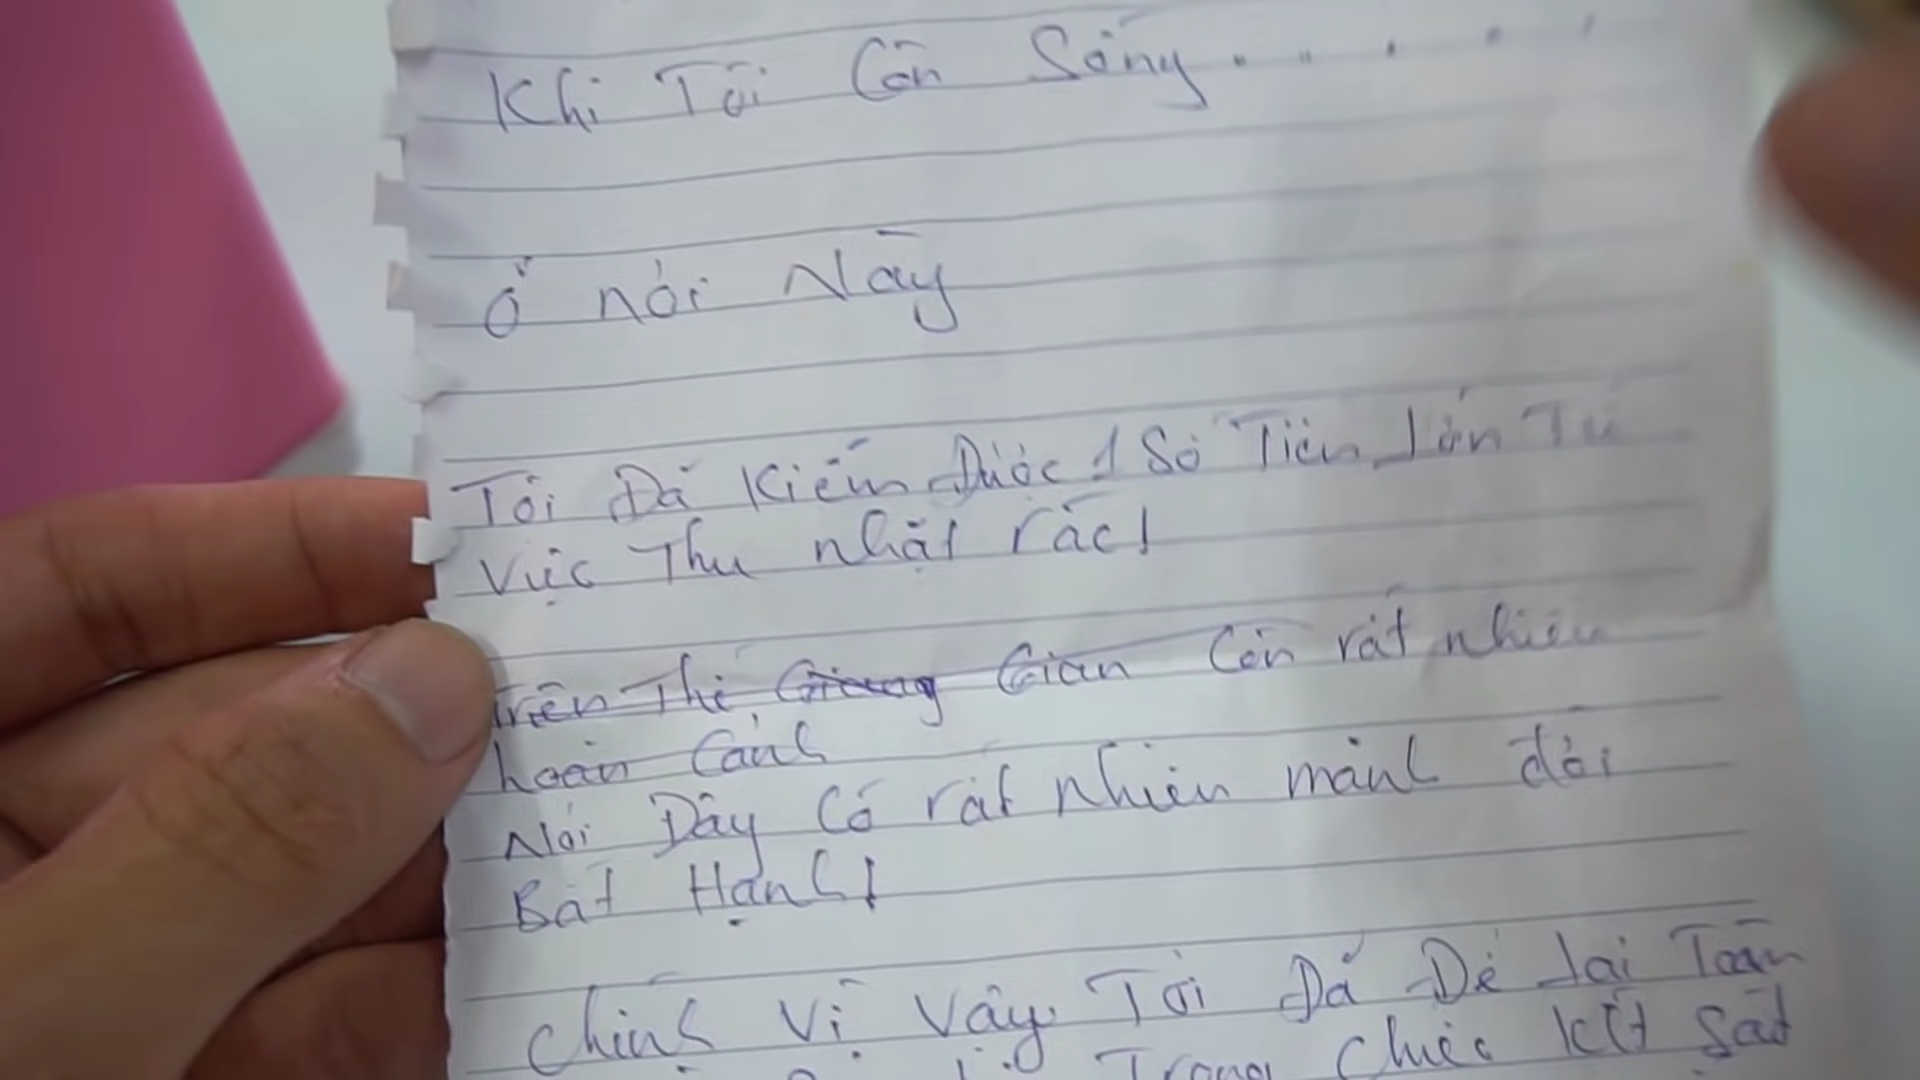 Khi Tôi Còn Sống.....
Ở nơi Này
Tôi Đã Kiếm Được 1 Số Tiền Lớn Từ
Việc Thu nhặt rác!
Trên Thế Gian Còn rất nhiều
hoàn Cảnh
Nơi Đây Có rất nhiều mảnh đời
Bất Hạnh!
Chính Vì Vậy Tôi Đã Để lại Toàn
Trong Chiếc Két Sắt